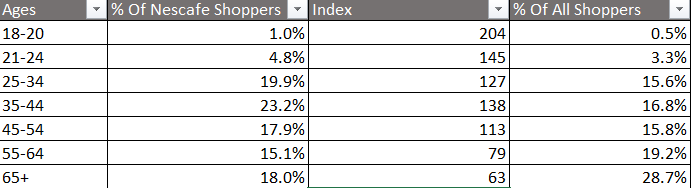 Ages % Of Nescafe Shoppers Index % Of All Shoppers
18-20 1.0% 204 0.5%
21-24 4.8% 145 3.3%
25-34 19.9% 127 15.6%
35-44 23.2% 138 16.8%
45-54 17.9% 113 15.8%
55-64 15.1% 79 19.2%
65+ 18.0% 63 28.7%